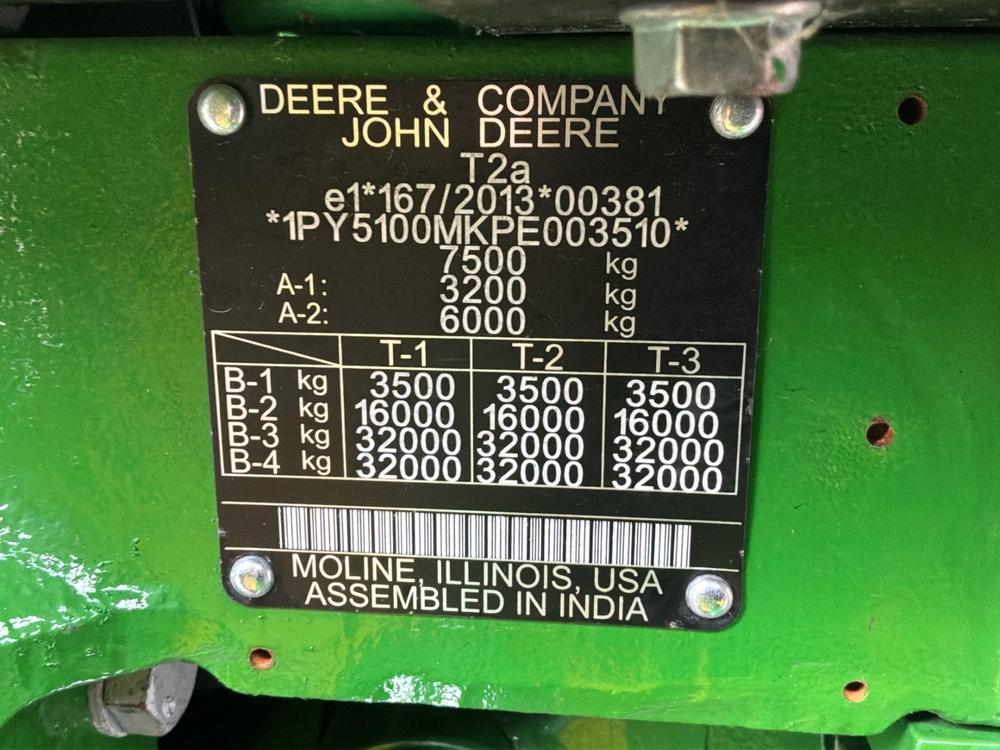 DEERE & COMPANY
JOHN DEERE
T2a
e1*167/2013*00381
*1PY5100MKPE003510*
7500 kg
A-1: 3200 kg
A-2: 6000 kg
T-1 T-2 T-3
B-1 kg 3500 3500 3500
B-2 kg 16000 16000 16000
B-3 kg 32000 32000 32000
B-4 kg 32000 32000 32000
MOLINE, ILLINOIS, USA
ASSEMBLED IN INDIA